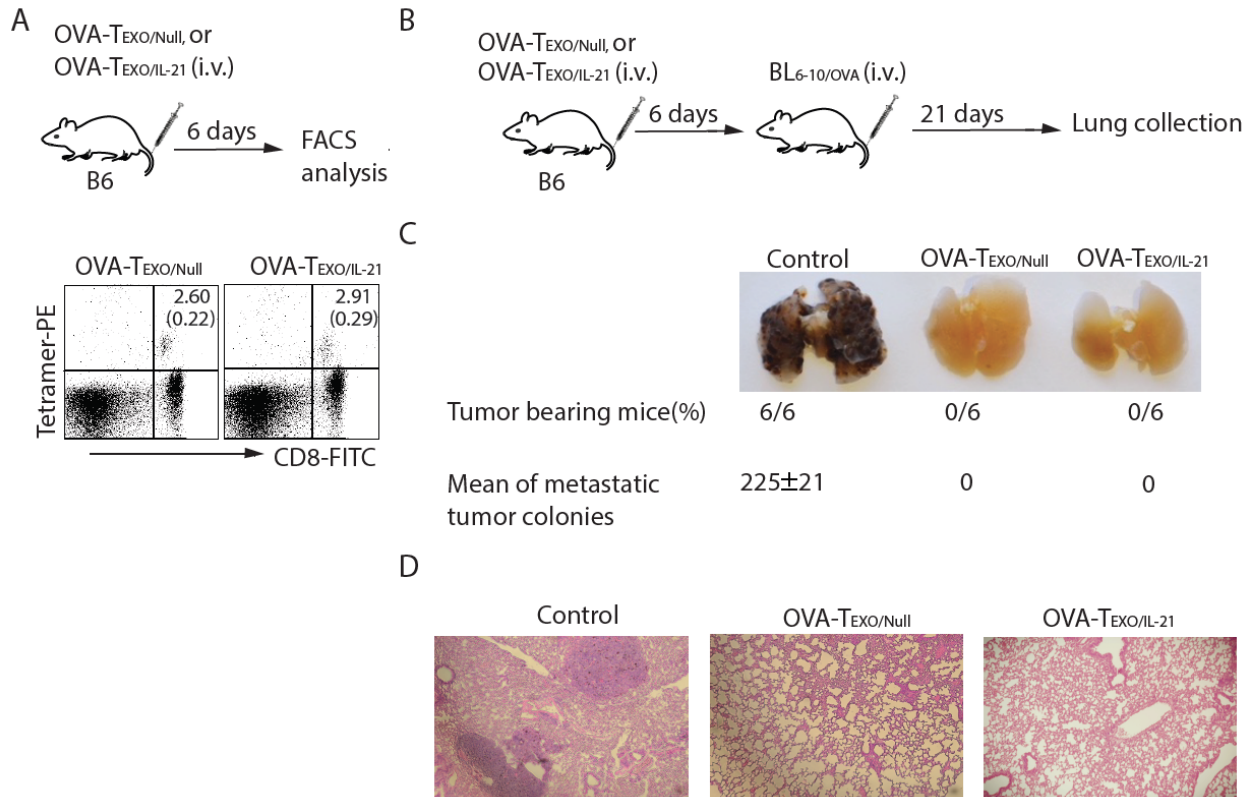 A
OVA-TEXO/Null, or
OVA-TEXO/IL-21 (i.v.)
6 days
FACS
analysis
B6
OVA-TEXO/Null
OVA-TEXO/IL-21
2.60
(0.22)
2.91
(0.29)
Tetramer-PE
CD8-FITC
B
OVA-TEXO/Null, or
OVA-TEXO/IL-21 (i.v.)
6 days
BL6-10/OVA (i.v.)
21 days
Lung collection
B6
C
Control
OVA-TEXO/Null
OVA-TEXO/IL-21
Tumor bearing mice(%)
6/6
0/6
0/6
Mean of metastatic
tumor colonies
225±21
0
0
D
Control
OVA-TEXO/Null
OVA-TEXO/IL-21